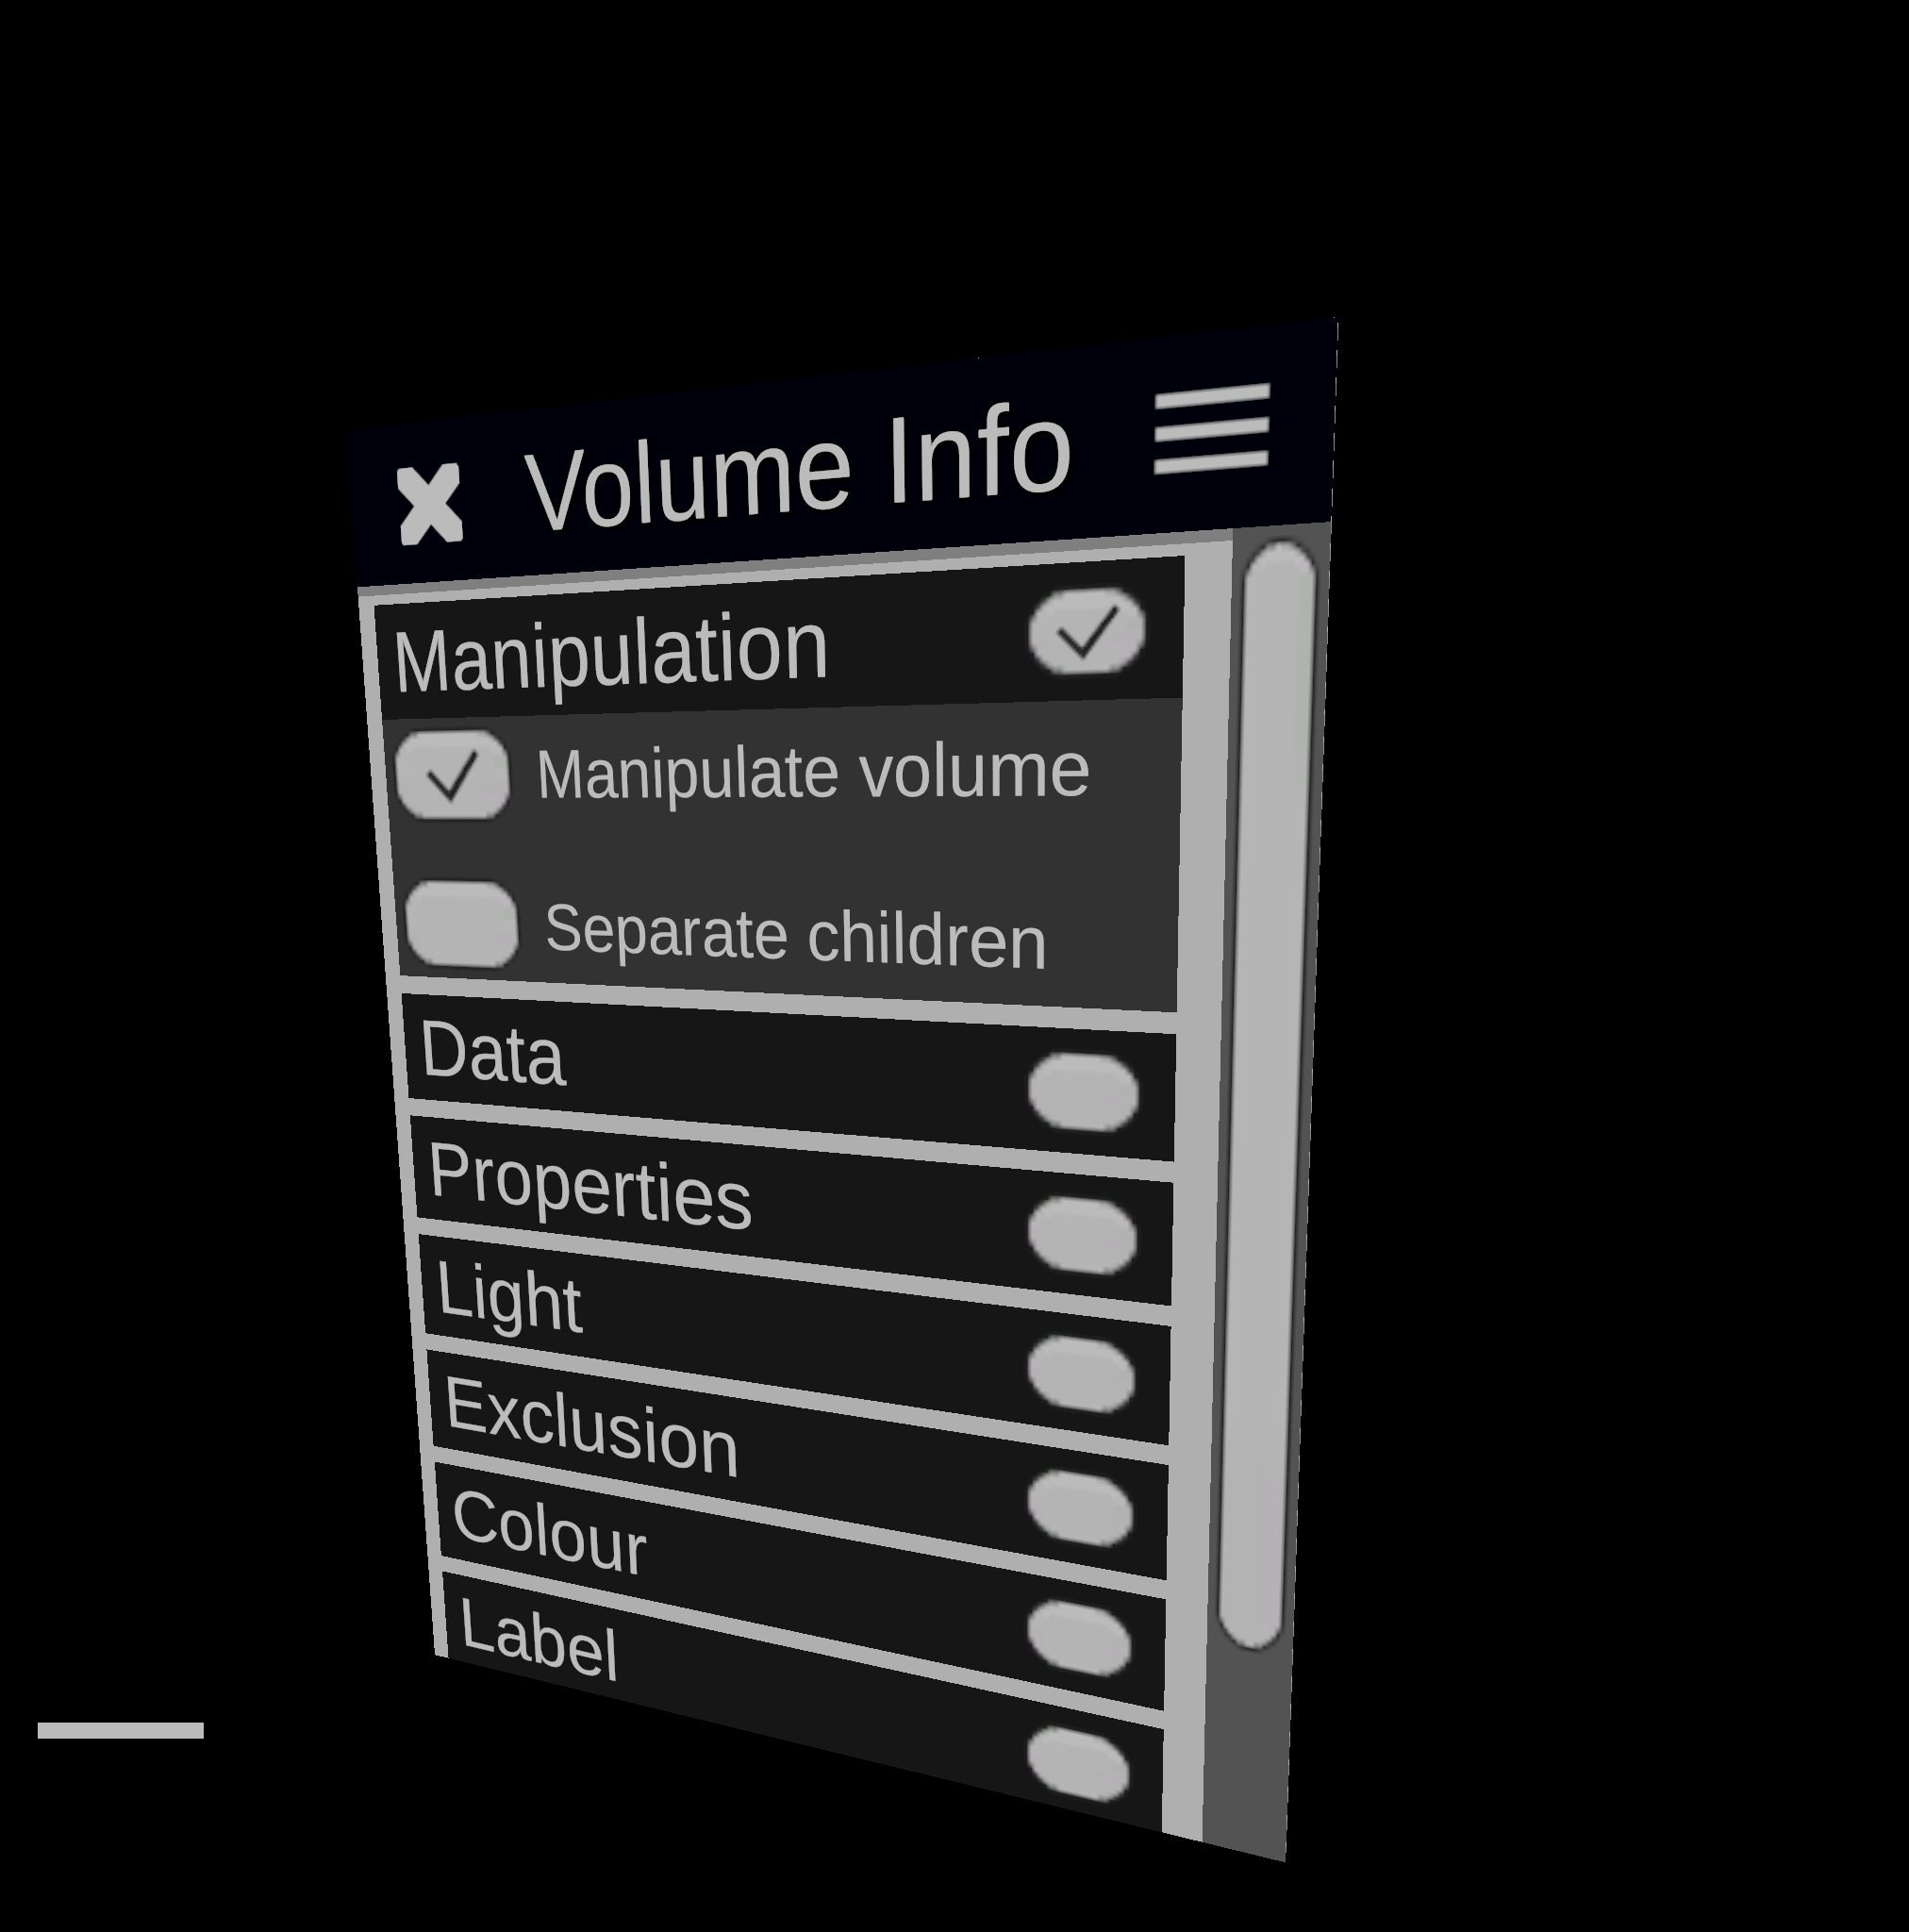 Volume Info
Manipulation
Manipulate volume
Separate children
Data
Properties
Light
Exclusion
Colour
Label